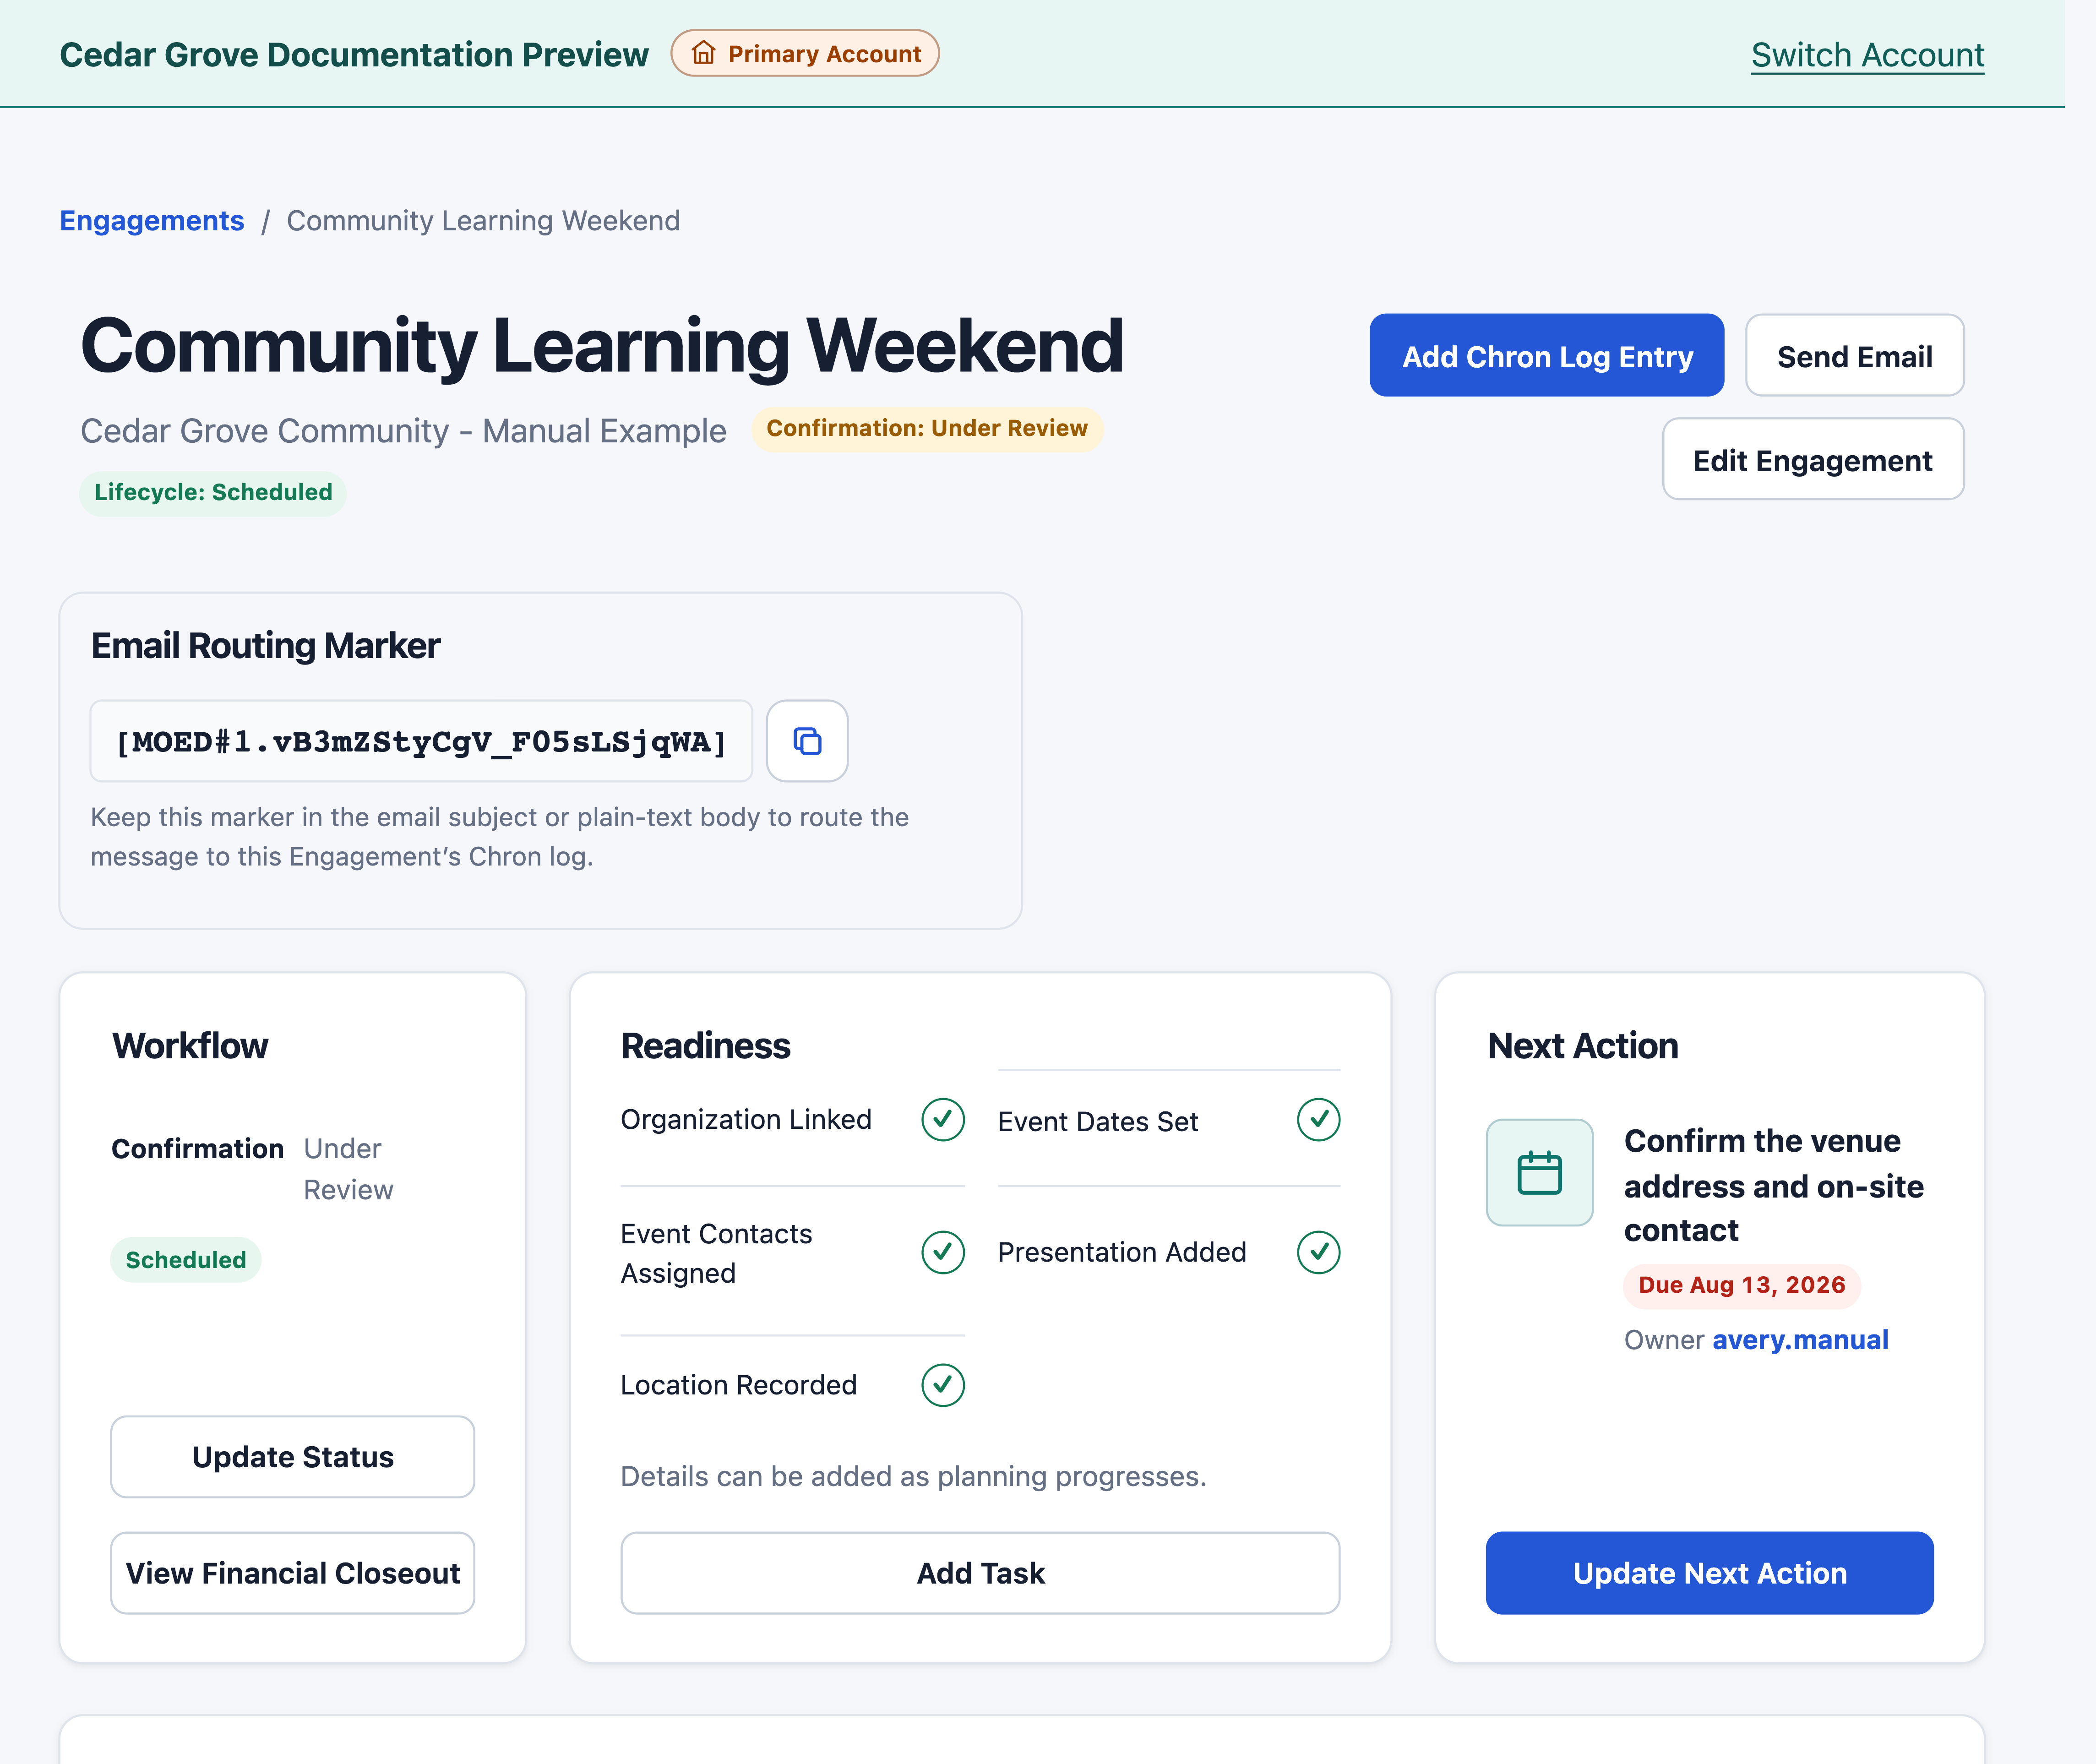 Cedar Grove Documentation Preview
Primary Account
Switch Account
Engagements / Community Learning Weekend
Community Learning Weekend
Add Chron Log Entry
Send Email
Cedar Grove Community - Manual Example
Confirmation: Under Review
Edit Engagement
Lifecycle: Scheduled
Email Routing Marker
[MOED#1.vB3mZStyCgV_F05sLSjqWA]
Keep this marker in the email subject or plain-text body to route the
message to this Engagement’s Chron log.
Workflow
Confirmation Under
Review
Scheduled
Update Status
View Financial Closeout
Readiness
Organization Linked
Event Dates Set
Event Contacts
Assigned
Presentation Added
Location Recorded
Details can be added as planning progresses.
Add Task
Next Action
Confirm the venue
address and on-site
contact
Due Aug 13, 2026
Owner avery.manual
Update Next Action